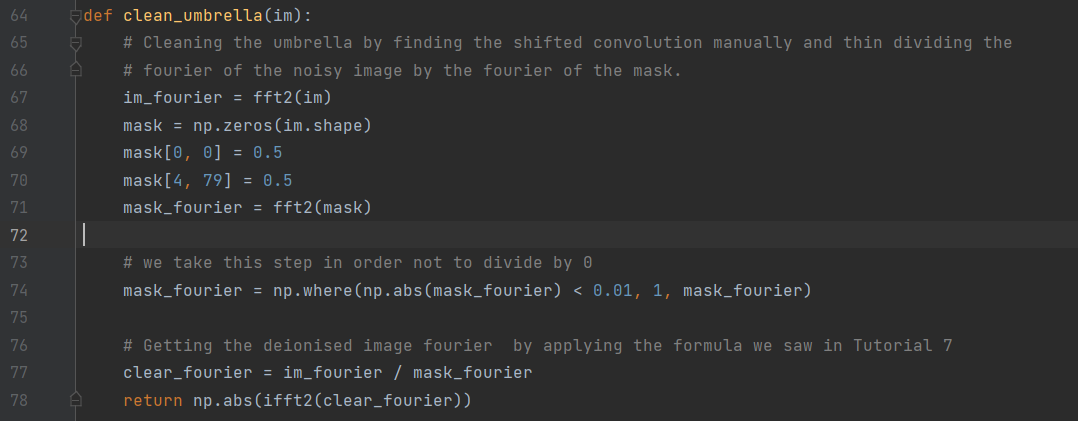 64 def clean_umbrella(im):
65 # Cleaning the umbrella by finding the shifted convolution manually and thin dividing the
66 # fourier of the noisy image by the fourier of the mask.
67 im_fourier = fft2(im)
68 mask = np.zeros(im.shape)
69 mask[0, 0] = 0.5
70 mask[4, 79] = 0.5
71 mask_fourier = fft2(mask)
72
73 # we take this step in order not to divide by 0
74 mask_fourier = np.where(np.abs(mask_fourier) < 0.01, 1, mask_fourier)
75
76 # Getting the deionised image fourier  by applying the formula we saw in Tutorial 7
77 clear_fourier = im_fourier / mask_fourier
78 return np.abs(ifft2(clear_fourier))